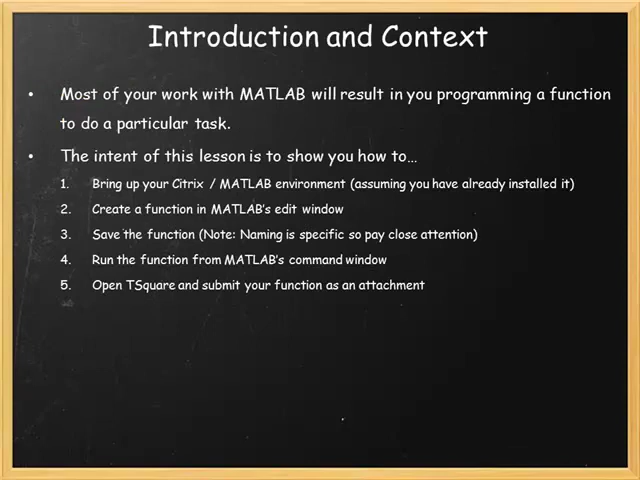 Introduction and Context
• Most of your work with MATLAB will result in you programming a function
to do a particular task.
• The intent of this lesson is to show you how to…
1. Bring up your Citrix / MATLAB environment (assuming you have already installed it)
2. Create a function in MATLAB's edit window
3. Save the function (Note: Naming is specific so pay close attention)
4. Run the function from MATLAB's command window
5. Open TSquare and submit your function as an attachment